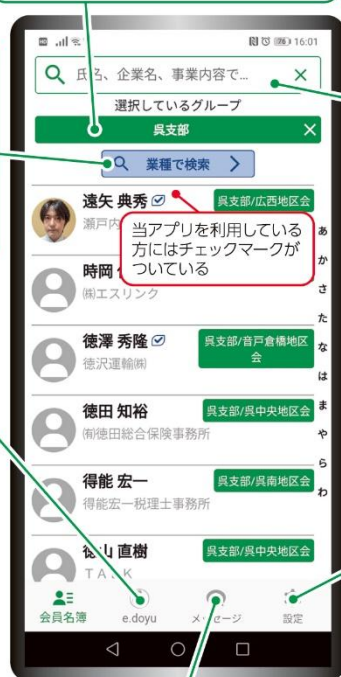 16:01
氏名、企業名、事業内容で...
選択しているグループ
呉支部
業種で検索
遠矢 典秀
呉支部/広西地区会
瀬戸内
当アプリを利用している
方にはチェックマークが
ついている
時岡
㈱エスリンク
徳澤 秀隆
呉支部/音戸倉橋地区
会
徳沢運輸㈱
徳田 知裕
呉支部/呉中央地区会
㈲徳田総合保険事務所
得能 宏一
呉支部/呉南地区会
得能宏一税理士事務所
徳山 直樹
呉支部/呉中央地区会
あ
か
さ
た
な
は
ま
や
ら
わ
会員名簿
e.doyu
メッセージ
設定